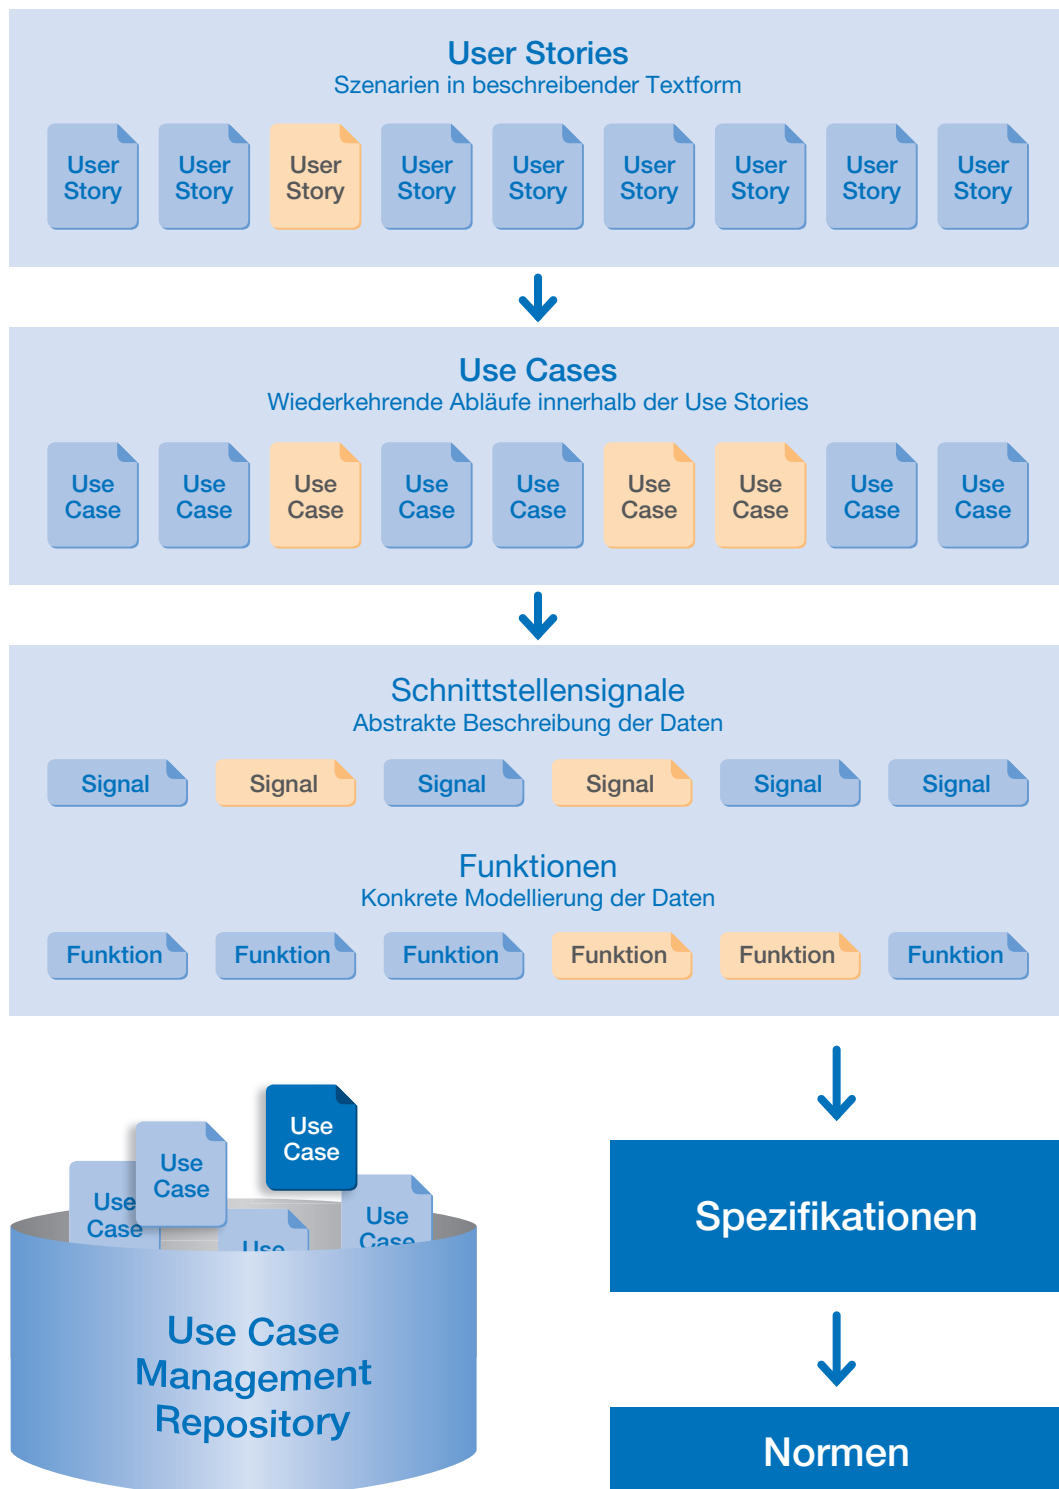 User Stories
Szenarien in beschreibender Textform
User Story
User Story
User Story
User Story
User Story
User Story
User Story
User Story
User Story
Use Cases
Wiederkehrende Abläufe innerhalb der Use Stories
Use Case
Use Case
Use Case
Use Case
Use Case
Use Case
Use Case
Use Case
Use Case
Schnittstellensignale
Abstrakte Beschreibung der Daten
Signal
Signal
Signal
Signal
Signal
Signal
Funktionen
Konkrete Modellierung der Daten
Funktion
Funktion
Funktion
Funktion
Funktion
Funktion
Use
Case
Use
Case
Use
Case
Use
Use
Case
Use Case
Management
Repository
Spezifikationen
Normen